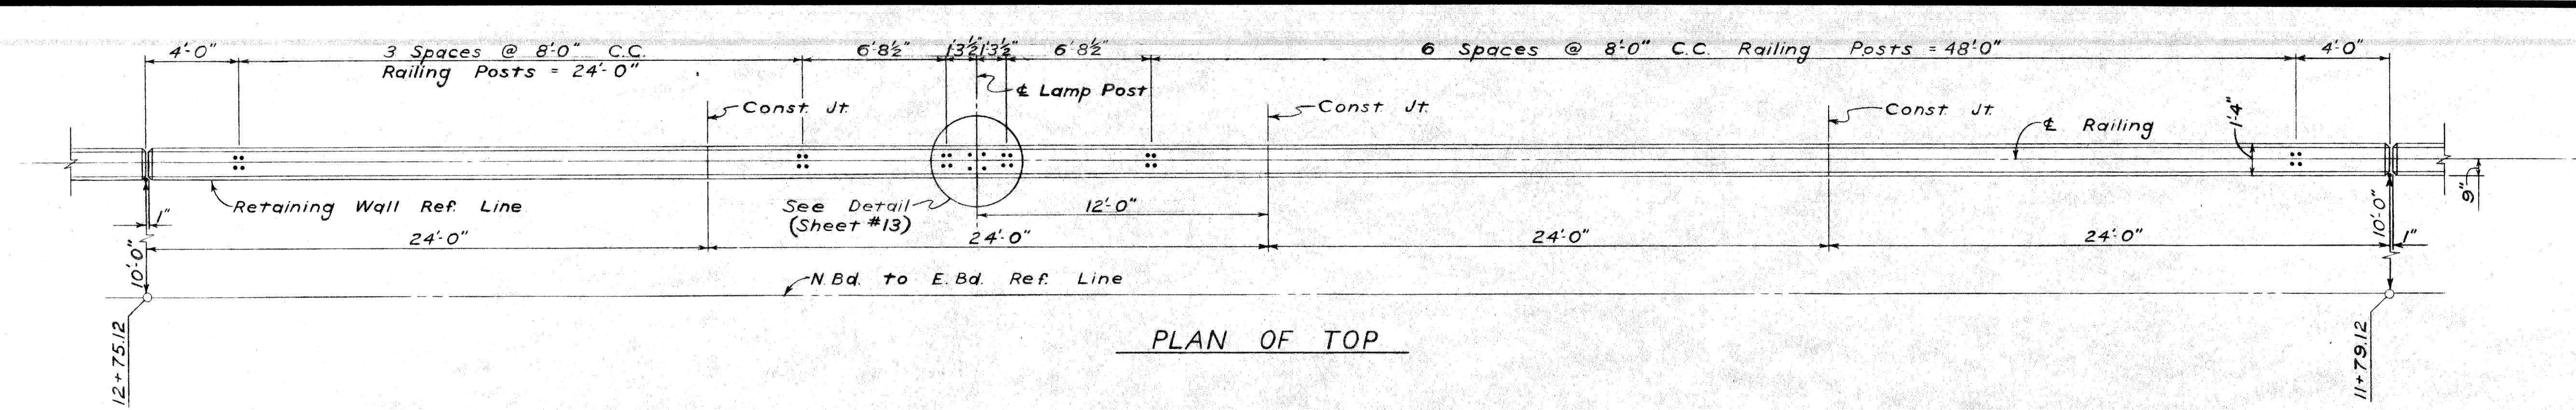 4'-0"
3 Spaces @ 8'-0" C.C.
Railing Posts = 24'-0"
6'-8½"
1'3½"
1'3½"
6'-8½"
6 Spaces @ 8'-0" C.C. Railing Posts = 48'-0"
4'-0"
℄ Lamp Post
Const. Jt.
Const. Jt.
Const. Jt.
℄ Railing
1'-4"
Retaining Wall Ref. Line
See Detail
(Sheet #13)
12'-0"
9"
1"
10'-0"
24'-0"
24'-0"
24'-0"
24'-0"
10'-0"
1"
N.Bd. to E.Bd. Ref. Line
12+75.12
11+79.12
PLAN OF TOP